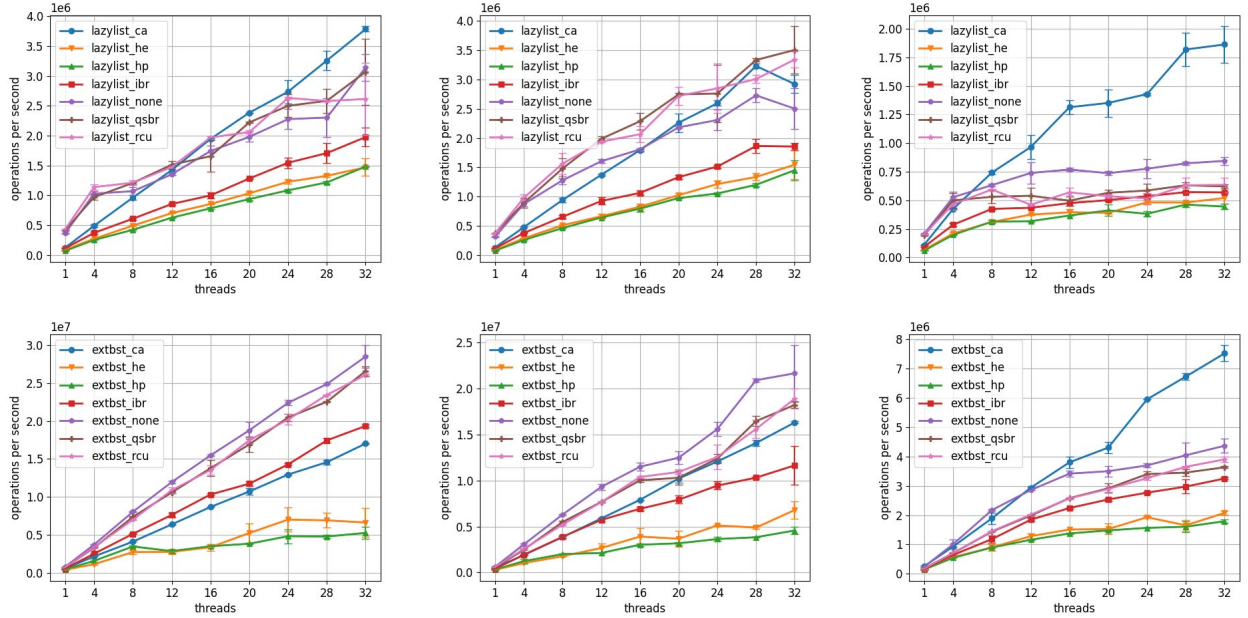 1e6
4.0
3.5
3.0
2.5
2.0
1.5
1.0
0.5
0.0
operations per second
lazylist_ca
lazylist_he
lazylist_hp
lazylist_ibr
lazylist_none
lazylist_qsbr
lazylist_rcu
1 4 8 12 16 20 24 28 32
threads
1e6
4.0
3.5
3.0
2.5
2.0
1.5
1.0
0.5
0.0
operations per second
lazylist_ca
lazylist_he
lazylist_hp
lazylist_ibr
lazylist_none
lazylist_qsbr
lazylist_rcu
1 4 8 12 16 20 24 28 32
threads
1e6
2.00
1.75
1.50
1.25
1.00
0.75
0.50
0.25
0.00
operations per second
lazylist_ca
lazylist_he
lazylist_hp
lazylist_ibr
lazylist_none
lazylist_qsbr
lazylist_rcu
1 4 8 12 16 20 24 28 32
threads
1e7
3.0
2.5
2.0
1.5
1.0
0.5
0.0
operations per second
extbst_ca
extbst_he
extbst_hp
extbst_ibr
extbst_none
extbst_qsbr
extbst_rcu
1 4 8 12 16 20 24 28 32
threads
1e7
2.5
2.0
1.5
1.0
0.5
0.0
operations per second
extbst_ca
extbst_he
extbst_hp
extbst_ibr
extbst_none
extbst_qsbr
extbst_rcu
1 4 8 12 16 20 24 28 32
threads
1e6
8
7
6
5
4
3
2
1
0
operations per second
extbst_ca
extbst_he
extbst_hp
extbst_ibr
extbst_none
extbst_qsbr
extbst_rcu
1 4 8 12 16 20 24 28 32
threads